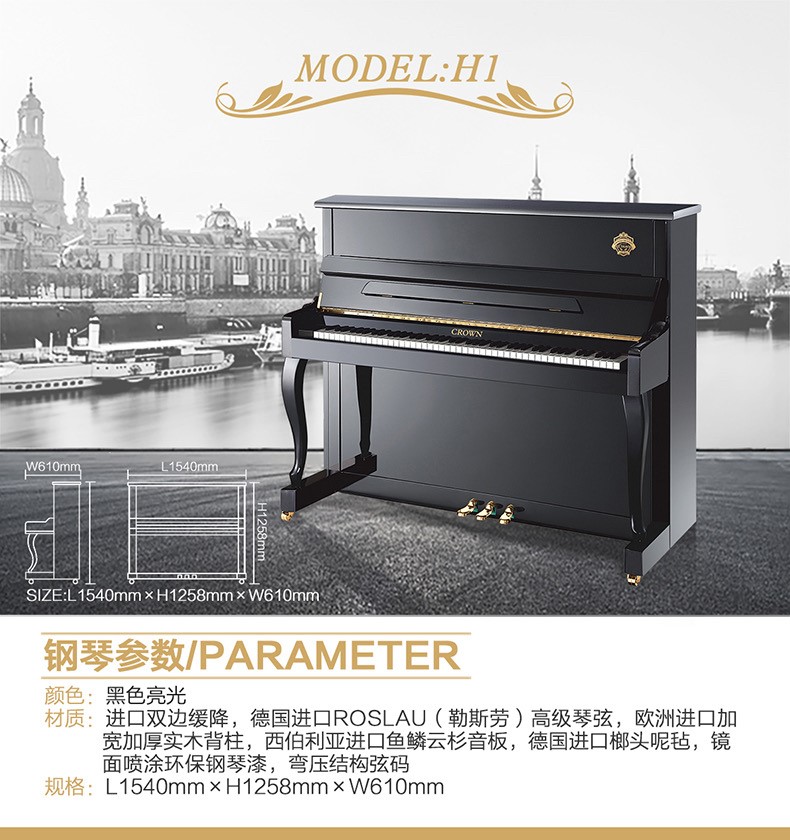 MODEL:H1
CROWN
W610mm
L1540mm
H1258mm
SIZE:L1540mm×H1258mm×W610mm
钢琴参数/PARAMETER
颜色：黑色亮光
材质：进口双边缓降，德国进口ROSLAU（勒斯劳）高级琴弦，欧洲进口加
宽加厚实木背柱，西伯利亚进口鱼鳞云杉音板，德国进口榔头呢毡，镜
面喷涂环保钢琴漆，弯压结构弦码
规格：L1540mm×H1258mm×W610mm